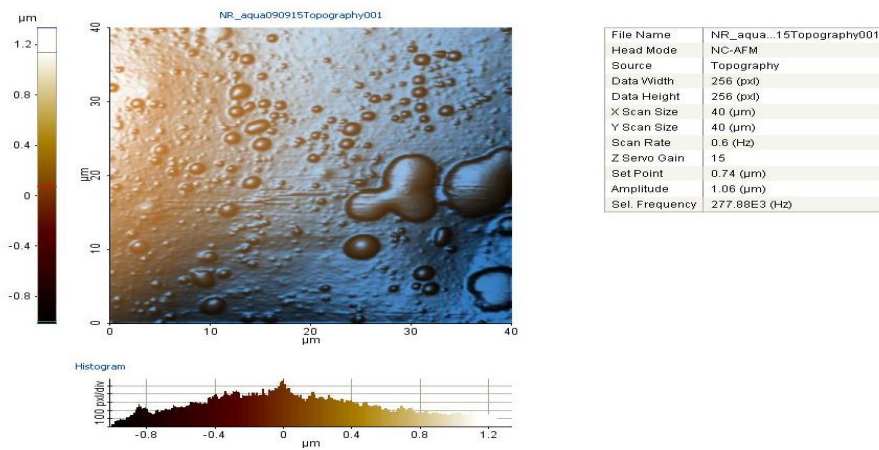 NR_aqua090915Topography001
µm
1.2
0.8
0.4
0
-0.4
-0.8
40
30
µm
20
10
0
0 10 20 30 40
µm
File Name NR_aqua...15Topography001
Head Mode NC-AFM
Source Topography
Data Width 256 (pxl)
Data Height 256 (pxl)
X Scan Size 40 (µm)
Y Scan Size 40 (µm)
Scan Rate 0.6 (Hz)
Z Servo Gain 15
Set Point 0.74 (µm)
Amplitude 1.06 (µm)
Sel. Frequency 277.88E3 (Hz)
Histogram
100 pxl/div
-0.8 -0.4 0 0.4 0.8 1.2
µm